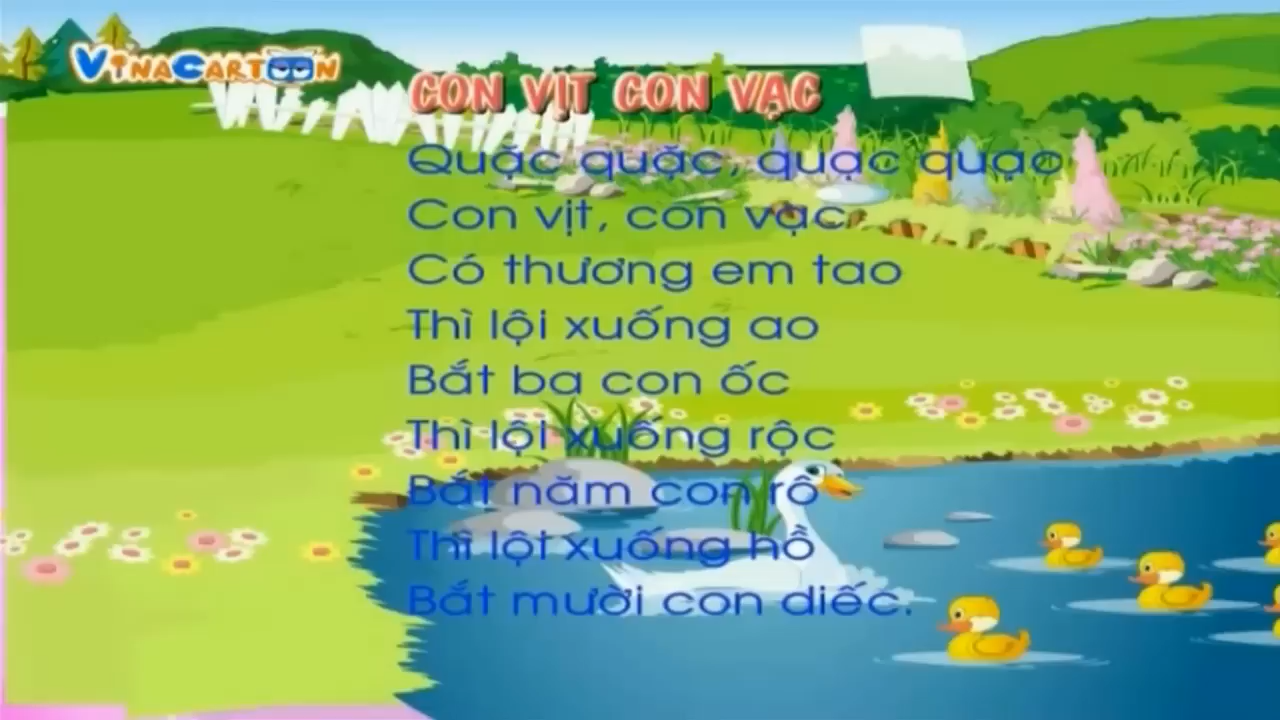 VINACARTOON
CON VỊT CON VẠC
Quặc quặc, quạc quạc
Con vịt, con vạc
Có thương em tao
Thì lội xuống ao
Bắt ba con ốc
Thì lội xuống rộc
Bắt năm con rô
Thì lội xuống hồ
Bắt mười con diếc.